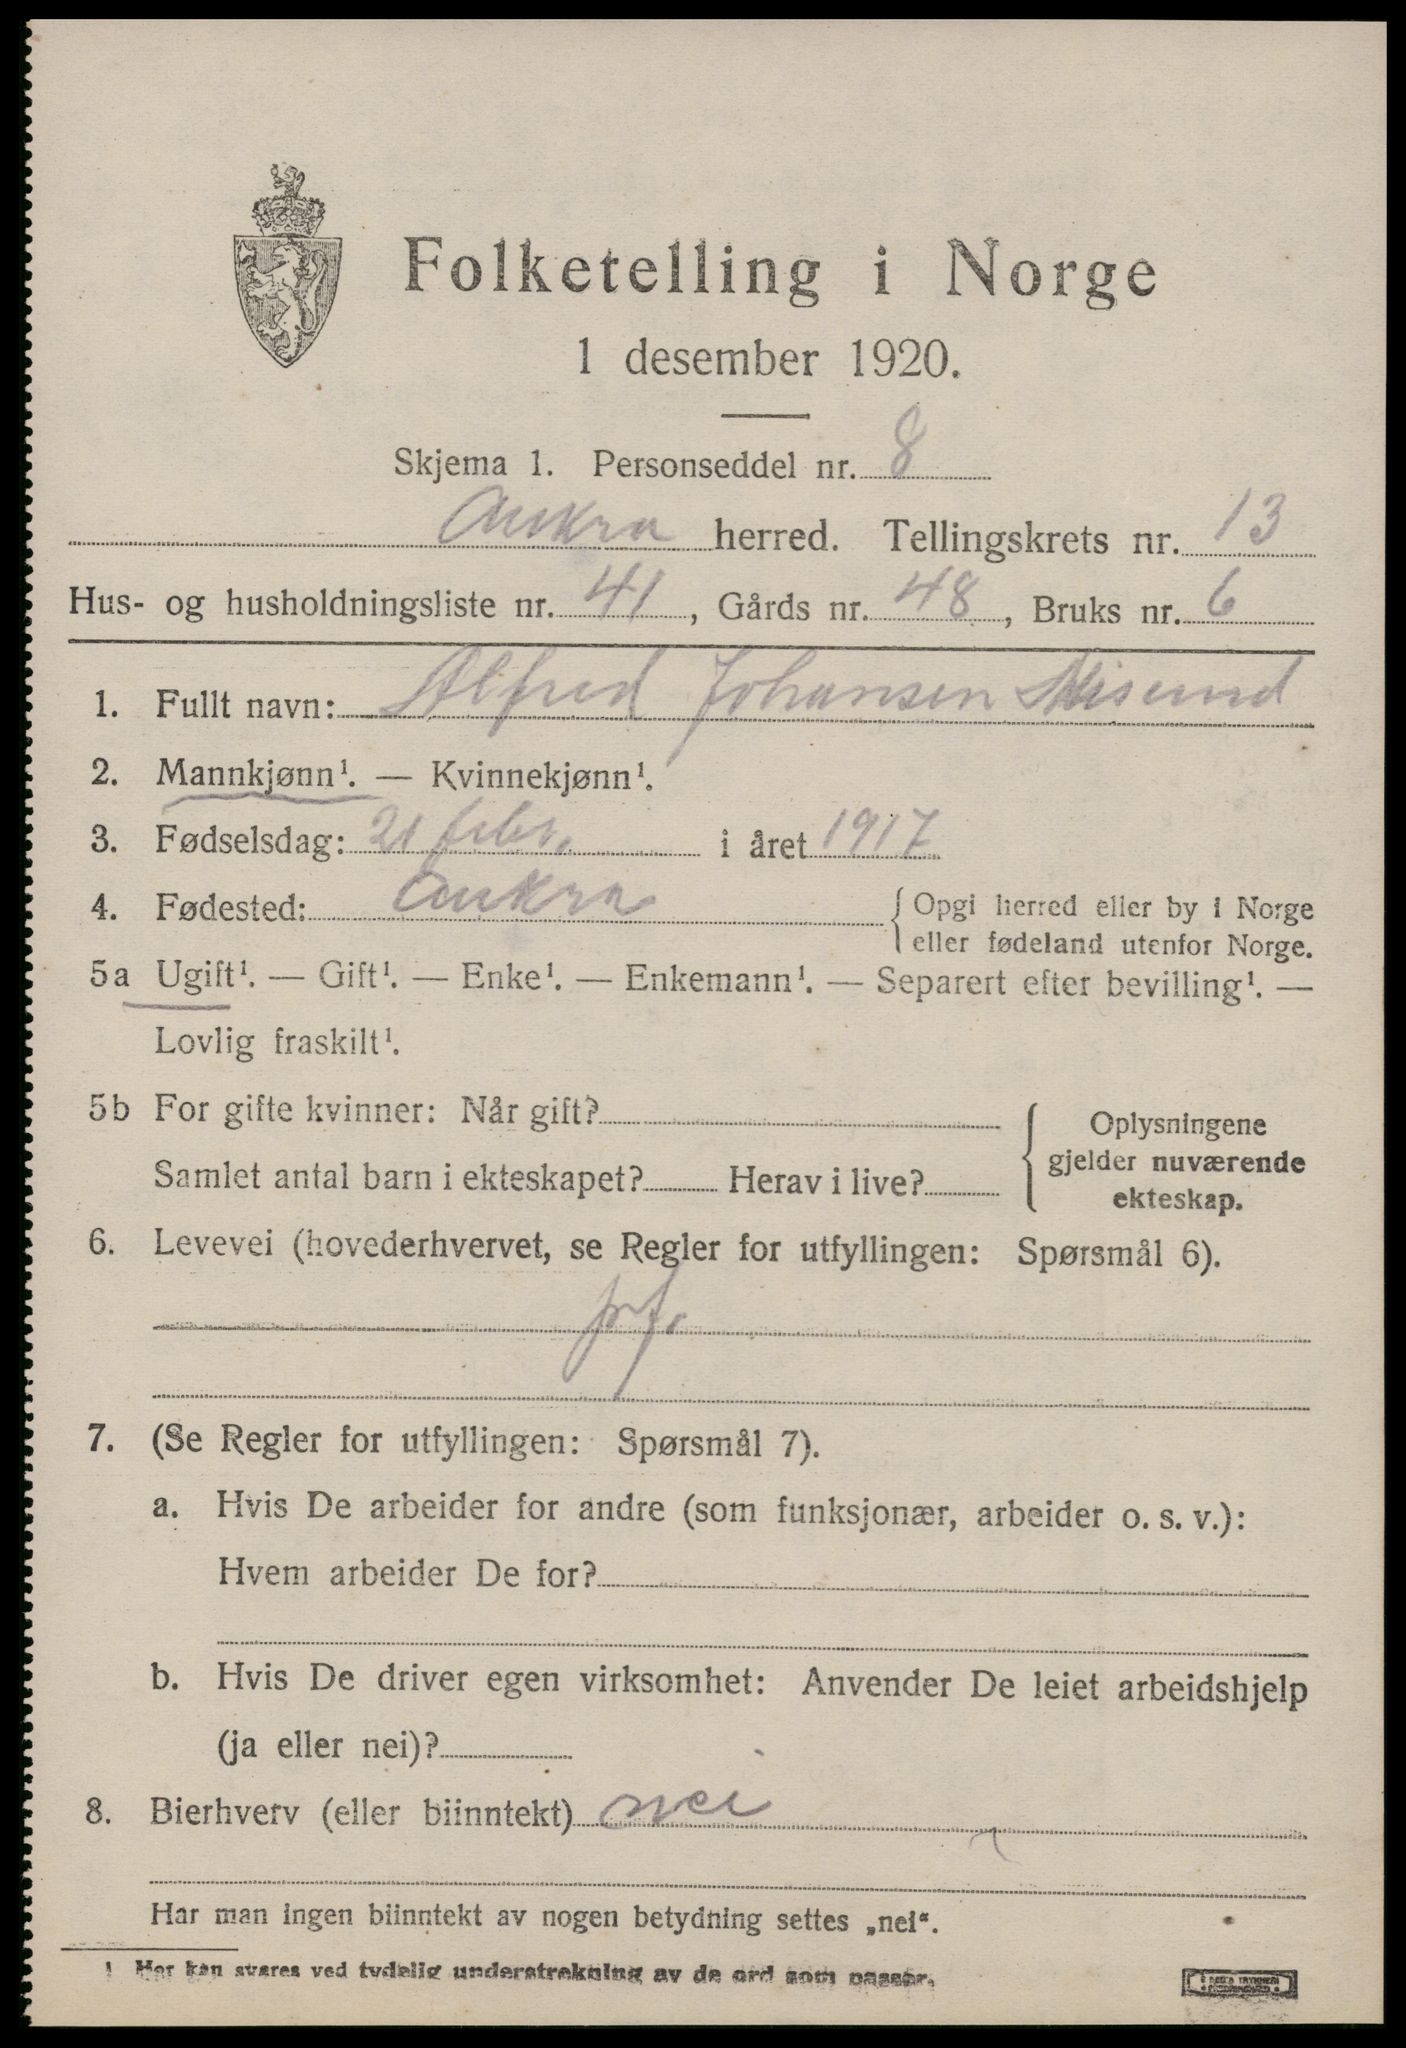 Folketelling i Norge
1 desember 1920.
Skjema 1. Personseddel nr. 8
Aukra herred. Tellingskrets nr. 13
Hus- og husholdningsliste nr. 41, Gårds nr. 48, Bruks nr. 6
1. Fullt navn: Alfred Johansen Misund
2. Mannkjønn¹. — Kvinnekjønn¹.
3. Fødselsdag: 21 febr. i året 1917
4. Fødested: Aukra { Opgi herred eller by i Norge
eller fødeland utenfor Norge.
5a Ugift¹. — Gift¹. — Enke¹. — Enkemann¹. — Separert efter bevilling¹. —
Lovlig fraskilt¹.
5b For gifte kvinner: Når gift?
Samlet antal barn i ekteskapet? Herav i live?
{ Oplysningene
gjelder nuværende
ekteskap.
6. Levevei (hovederhvervet, se Regler for utfyllingen: Spørsmål 6).
7. (Se Regler for utfyllingen: Spørsmål 7).
a. Hvis De arbeider for andre (som funksjonær, arbeider o. s. v.):
Hvem arbeider De for?
b. Hvis De driver egen virksomhet: Anvender De leiet arbeidshjelp
(ja eller nei)?
8. Bierhverv (eller biinntekt) nei
Har man ingen biinntekt av nogen betydning settes „nei“.
1 Her kan svares ved tydelig understrekning av de ord som passer.